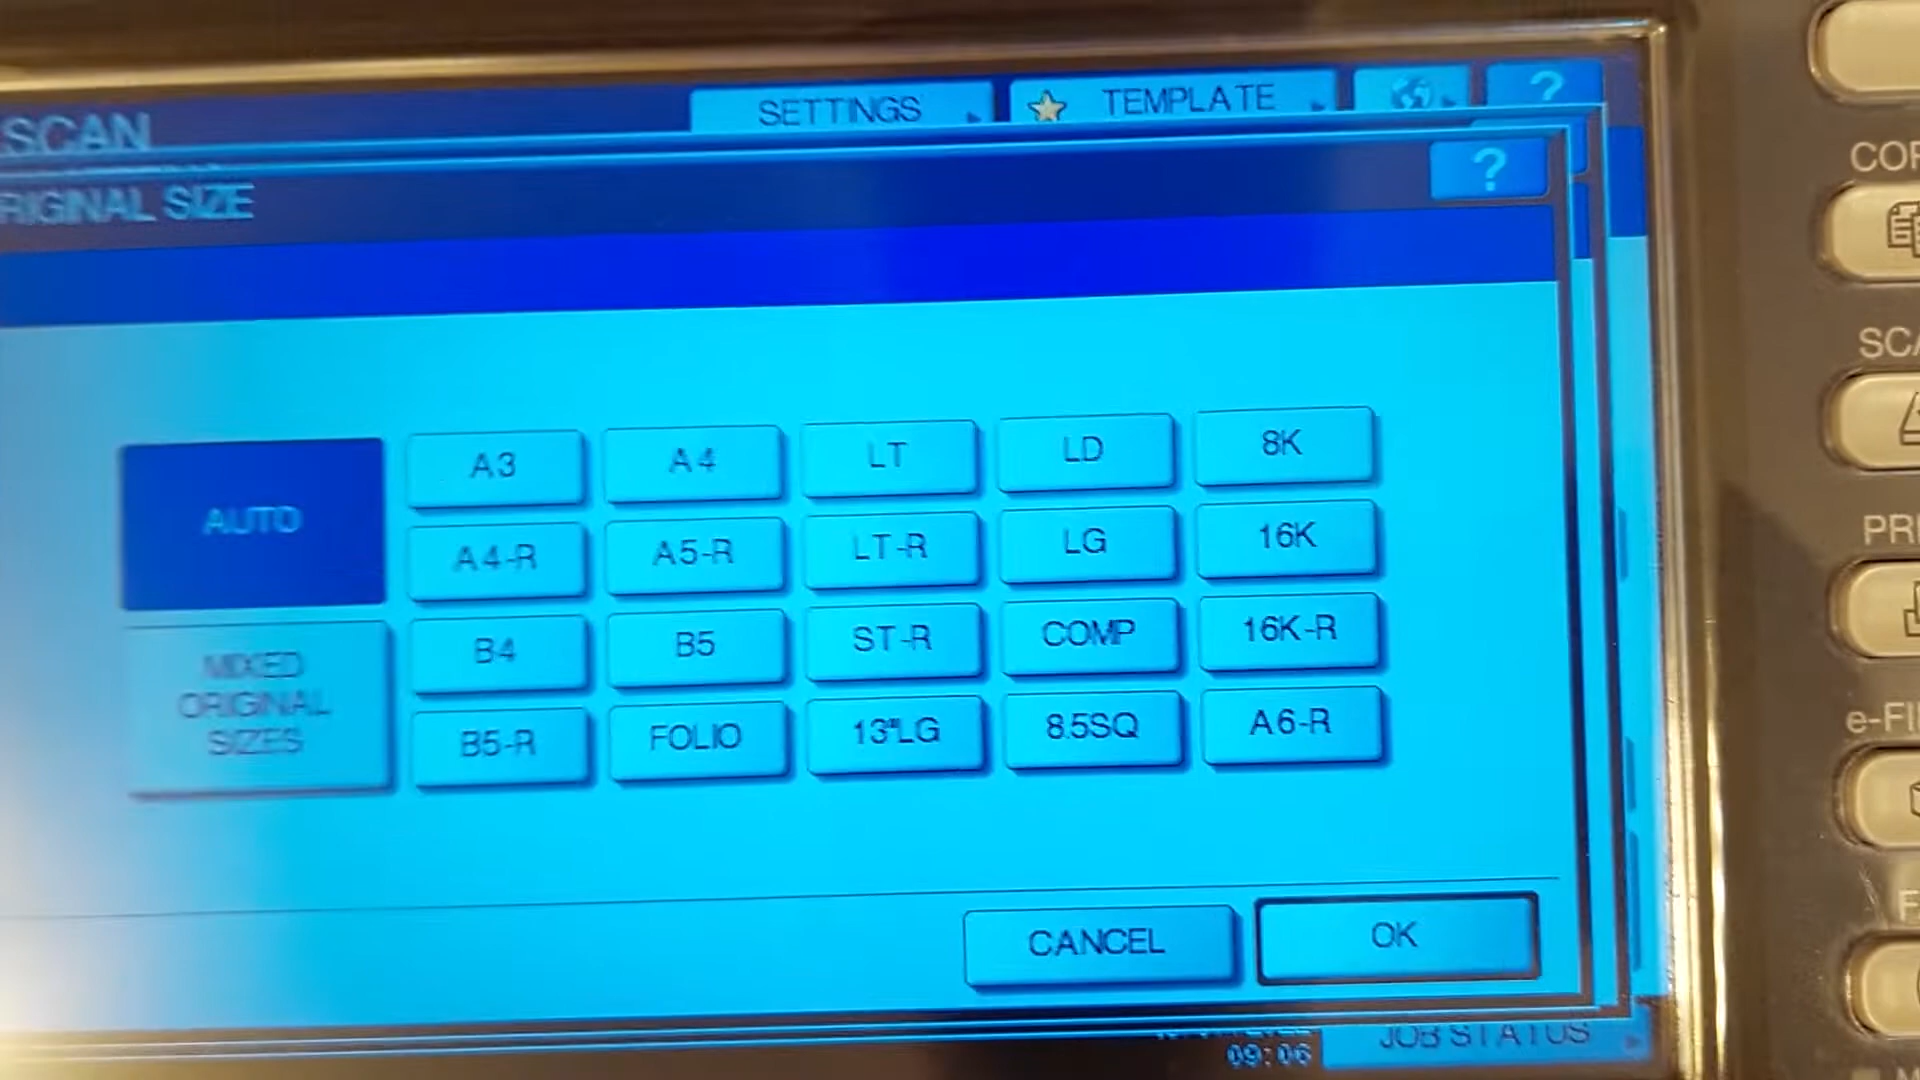 SCAN
SETTINGS
TEMPLATE
?
RIGINAL SIZE
?
AUTO
A3
A4
LT
LD
8K
A4-R
A5-R
LT-R
LG
16K
MIXED
ORIGINAL
SIZES
B4
B5
ST-R
COMP
16K-R
B5-R
FOLIO
13"LG
8.5SQ
A6-R
CANCEL
OK
09:06
JOB STATUS
COP
SCA
PRI
e-FI
F
M